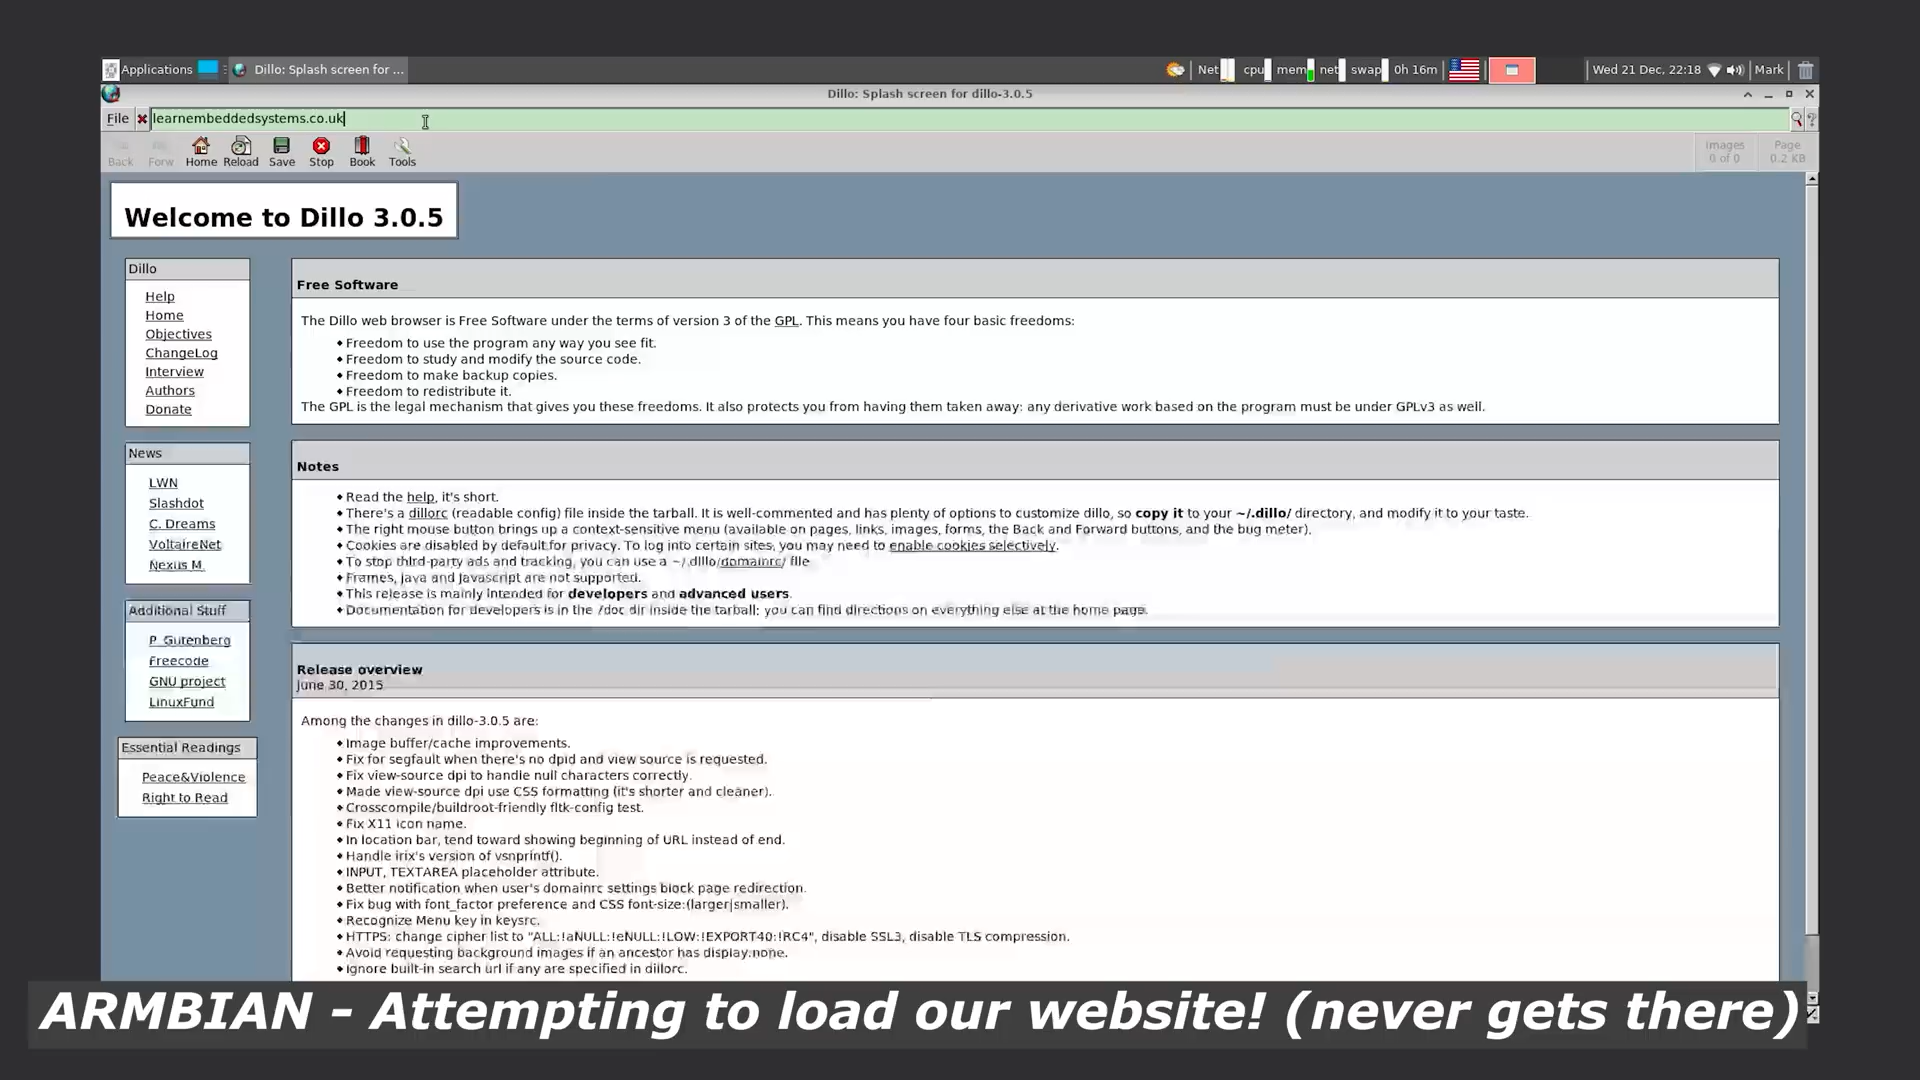 Applications
Dillo: Splash screen for ...
Net
cpu
mem
net
swap
0h 16m
Wed 21 Dec, 22:18
Mark
Dillo: Splash screen for dillo-3.0.5
File
learnembeddedsystems.co.uk
Back
Forw
Home
Reload
Save
Stop
Book
Tools
Images
0 of 0
Page
0.2 KB
Welcome to Dillo 3.0.5
Dillo
Help
Home
Objectives
ChangeLog
Interview
Authors
Donate
News
LWN
Slashdot
C. Dreams
VoltaireNet
Nexus M.
Additional Stuff
P. Gutenberg
Freecode
GNU project
LinuxFund
Essential Readings
Peace&Violence
Right to Read
Free Software
The Dillo web browser is Free Software under the terms of version 3 of the GPL. This means you have four basic freedoms:
Freedom to use the program any way you see fit.
Freedom to study and modify the source code.
Freedom to make backup copies.
Freedom to redistribute it.
The GPL is the legal mechanism that gives you these freedoms. It also protects you from having them taken away: any derivative work based on the program must be under GPLv3 as well.
Notes
Read the help, it's short.
There's a dillorc (readable config) file inside the tarball. It is well-commented and has plenty of options to customize dillo, so copy it to your ~/.dillo/ directory, and modify it to your taste.
The right mouse button brings up a context-sensitive menu (available on pages, links, images, forms, the Back and Forward buttons, and the bug meter).
Cookies are disabled by default for privacy. To log into certain sites, you may need to enable cookies selectively.
To stop third-party ads and tracking, you can use a ~/.dillo/domainrc/ file
Frames, java and javascript are not supported.
This release is mainly intended for developers and advanced users.
Documentation for developers is in the /doc dir inside the tarball; you can find directions on everything else at the home page.
Release overview
June 30, 2015
Among the changes in dillo-3.0.5 are:
Image buffer/cache improvements.
Fix for segfault when there's no dpid and view source is requested.
Fix view-source dpi to handle null characters correctly.
Made view-source dpi use CSS formatting (it's shorter and cleaner).
Crosscompile/buildroot-friendly fltk-config test.
Fix X11 icon name.
In location bar, tend toward showing beginning of URL instead of end.
Handle irix's version of vsnprintf().
INPUT, TEXTAREA placeholder attribute.
Better notification when user's domainrc settings block page redirection.
Fix bug with font_factor preference and CSS font-size:(larger|smaller).
Recognize Menu key in keysrc.
HTTPS: change cipher list to "ALL:!aNULL:!eNULL:!LOW:!EXPORT40:!RC4", disable SSL3, disable TLS compression.
Avoid requesting background images if an ancestor has display:none.
Ignore built-in search url if any are specified in dillorc.
ARMBIAN - Attempting to load our website! (never gets there)